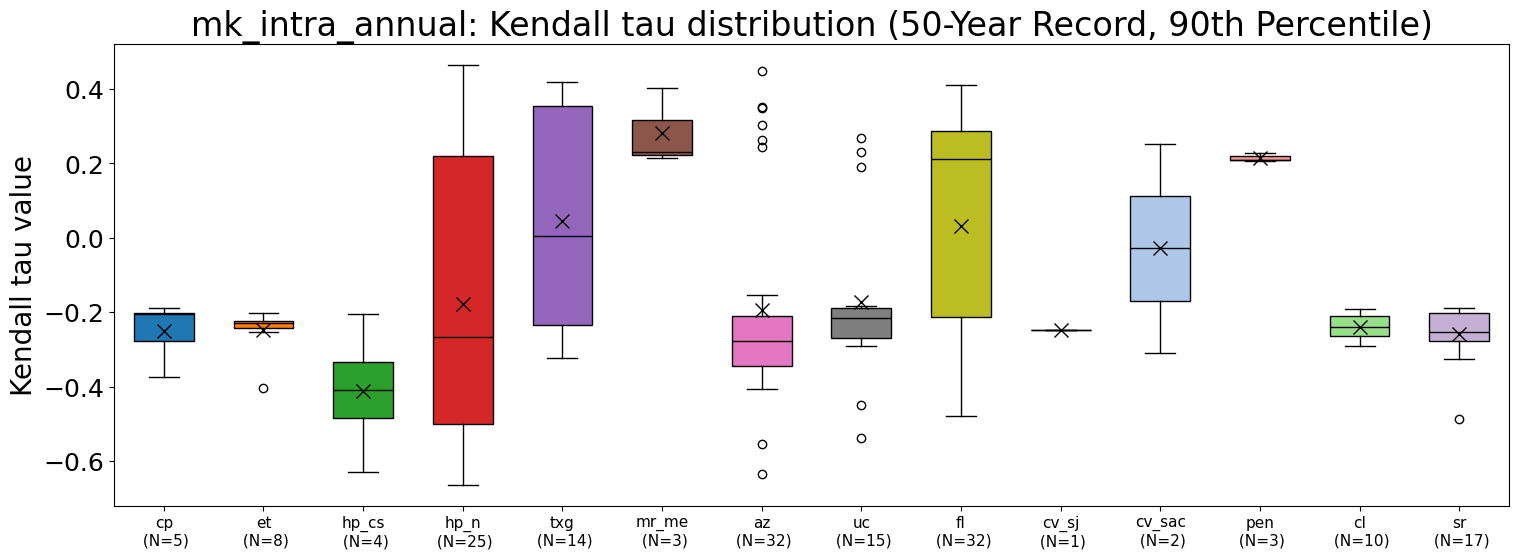 mk_intra_annual: Kendall tau distribution (50-Year Record, 90th Percentile)
Kendall tau value
0.4
0.2
0.0
−0.2
−0.4
−0.6
cp et hp_cs hp_n txg mr_me az uc fl cv_sj cv_sac pen cl sr
(N=5) (N=8) (N=4) (N=25) (N=14) (N=3) (N=32) (N=15) (N=32) (N=1) (N=2) (N=3) (N=10) (N=17)